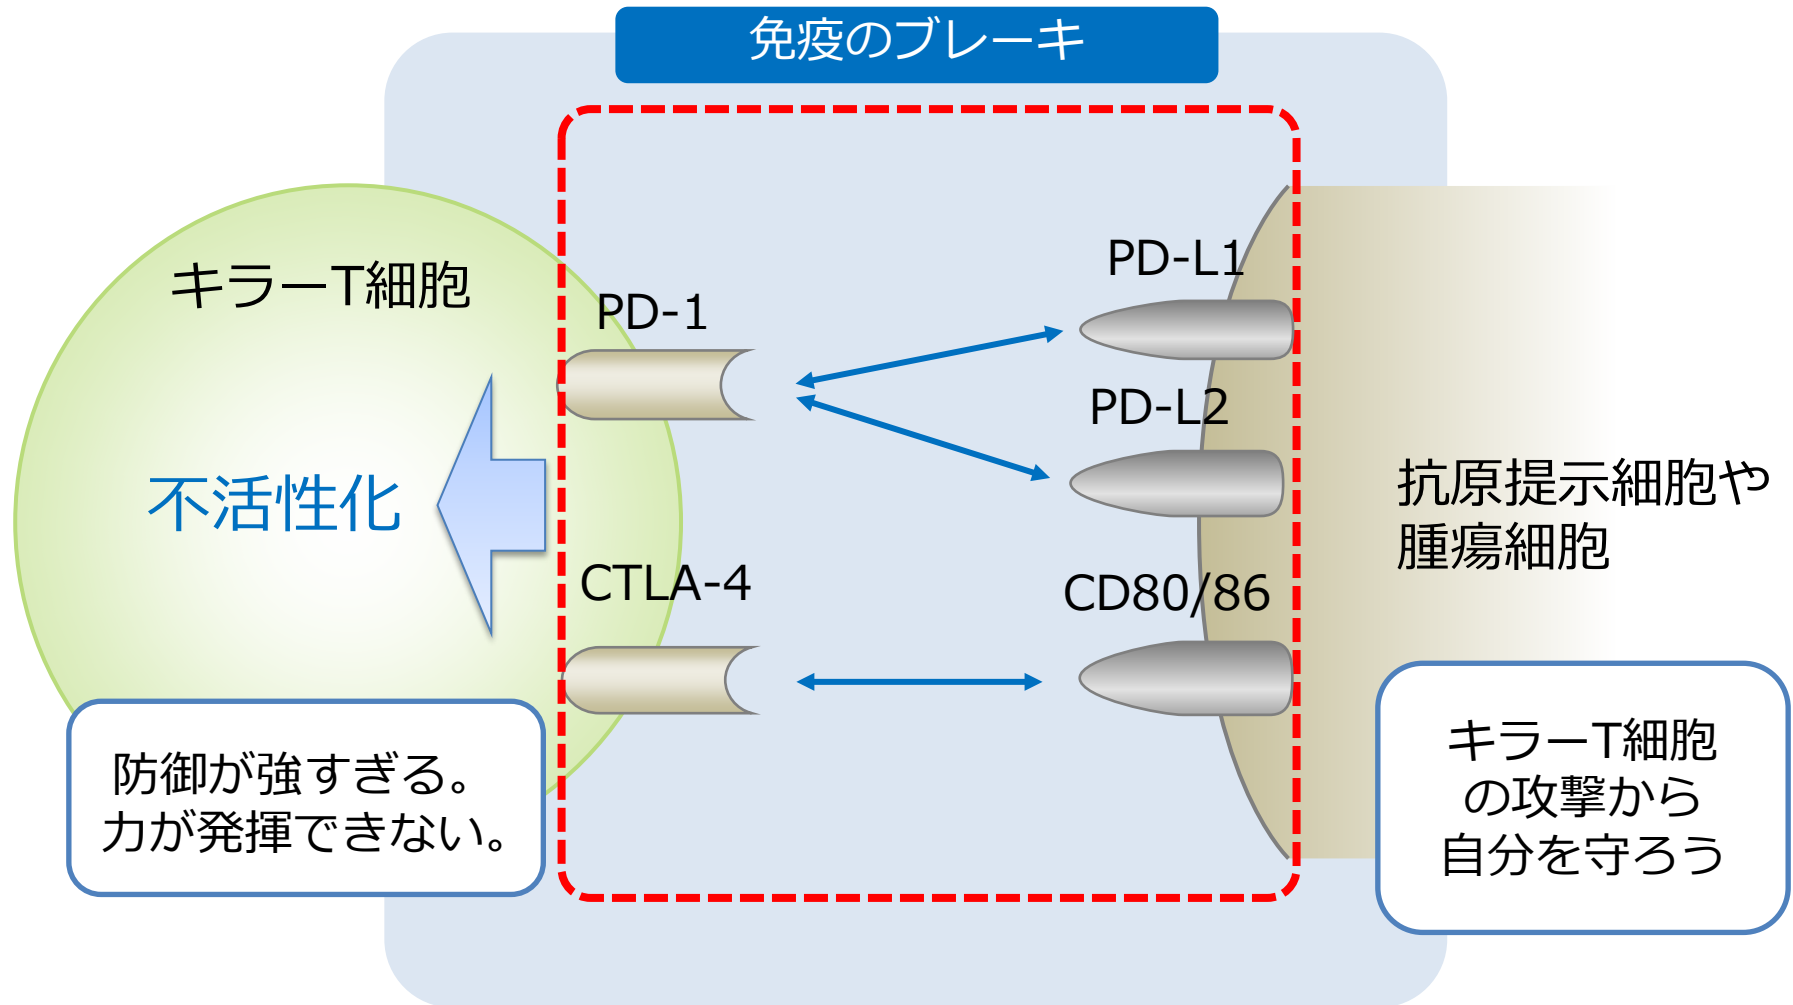 免疫のブレーキ
キラーT細胞
PD-1
PD-L1
PD-L2
不活性化
抗原提示細胞や
腫瘍細胞
CTLA-4
CD80/86
防御が強すぎる。
力が発揮できない。
キラーT細胞
の攻撃から
自分を守ろう